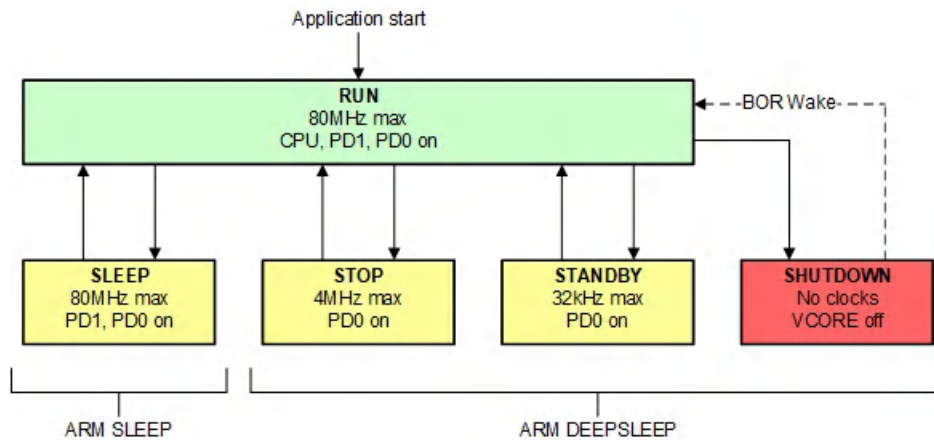 Application start
RUN
80MHz max
CPU, PD1, PD0 on
BOR Wake
SLEEP
80MHz max
PD1, PD0 on
STOP
4MHz max
PD0 on
STANDBY
32kHz max
PD0 on
SHUTDOWN
No clocks
VCORE off
ARM SLEEP
ARM DEEPSLEEP